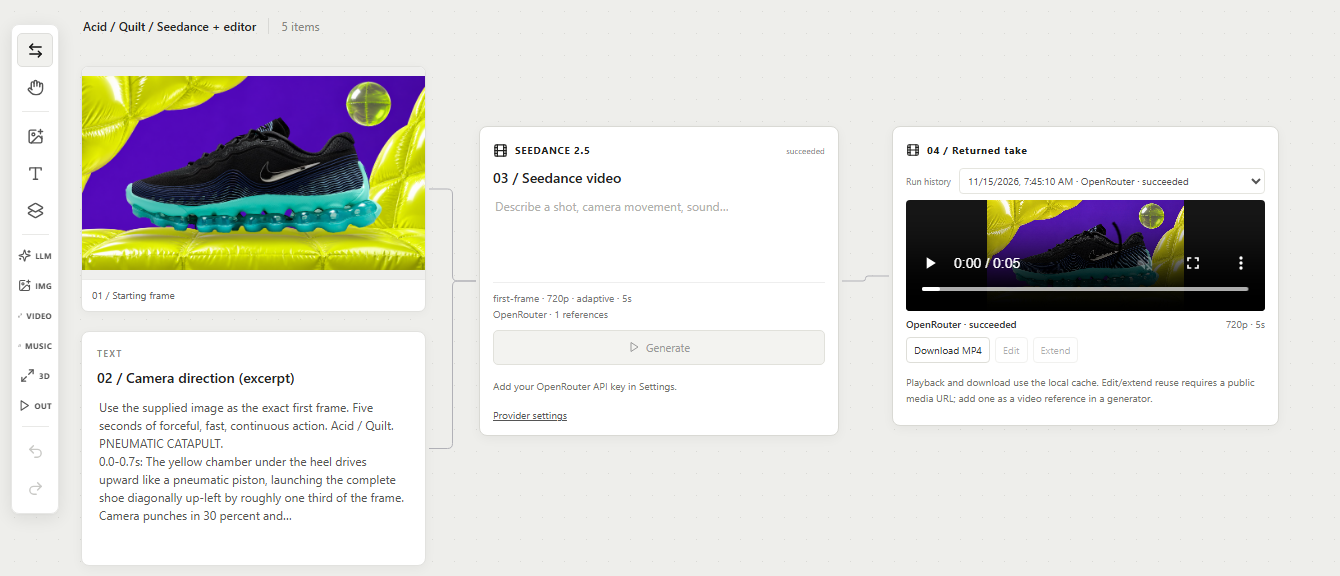 Acid / Quilt / Seedance + editor
5 items
LLM
IMG
VIDEO
MUSIC
3D
OUT
01 / Starting frame
TEXT
02 / Camera direction (excerpt)
Use the supplied image as the exact first frame. Five
seconds of forceful, fast, continuous action. Acid / Quilt.
PNEUMATIC CATAPULT.
0.0-0.7s: The yellow chamber under the heel drives
upward like a pneumatic piston, launching the complete
shoe diagonally up-left by roughly one third of the frame.
Camera punches in 30 percent and...
SEEDANCE 2.5
succeeded
03 / Seedance video
Describe a shot, camera movement, sound...
first-frame · 720p · adaptive · 5s
OpenRouter · 1 references
Generate
Add your OpenRouter API key in Settings.
Provider settings
04 / Returned take
Run history
11/15/2026, 7:45:10 AM · OpenRouter · succeeded
0:00 / 0:05
OpenRouter · succeeded
720p · 5s
Download MP4
Edit
Extend
Playback and download use the local cache. Edit/extend reuse requires a public
media URL; add one as a video reference in a generator.